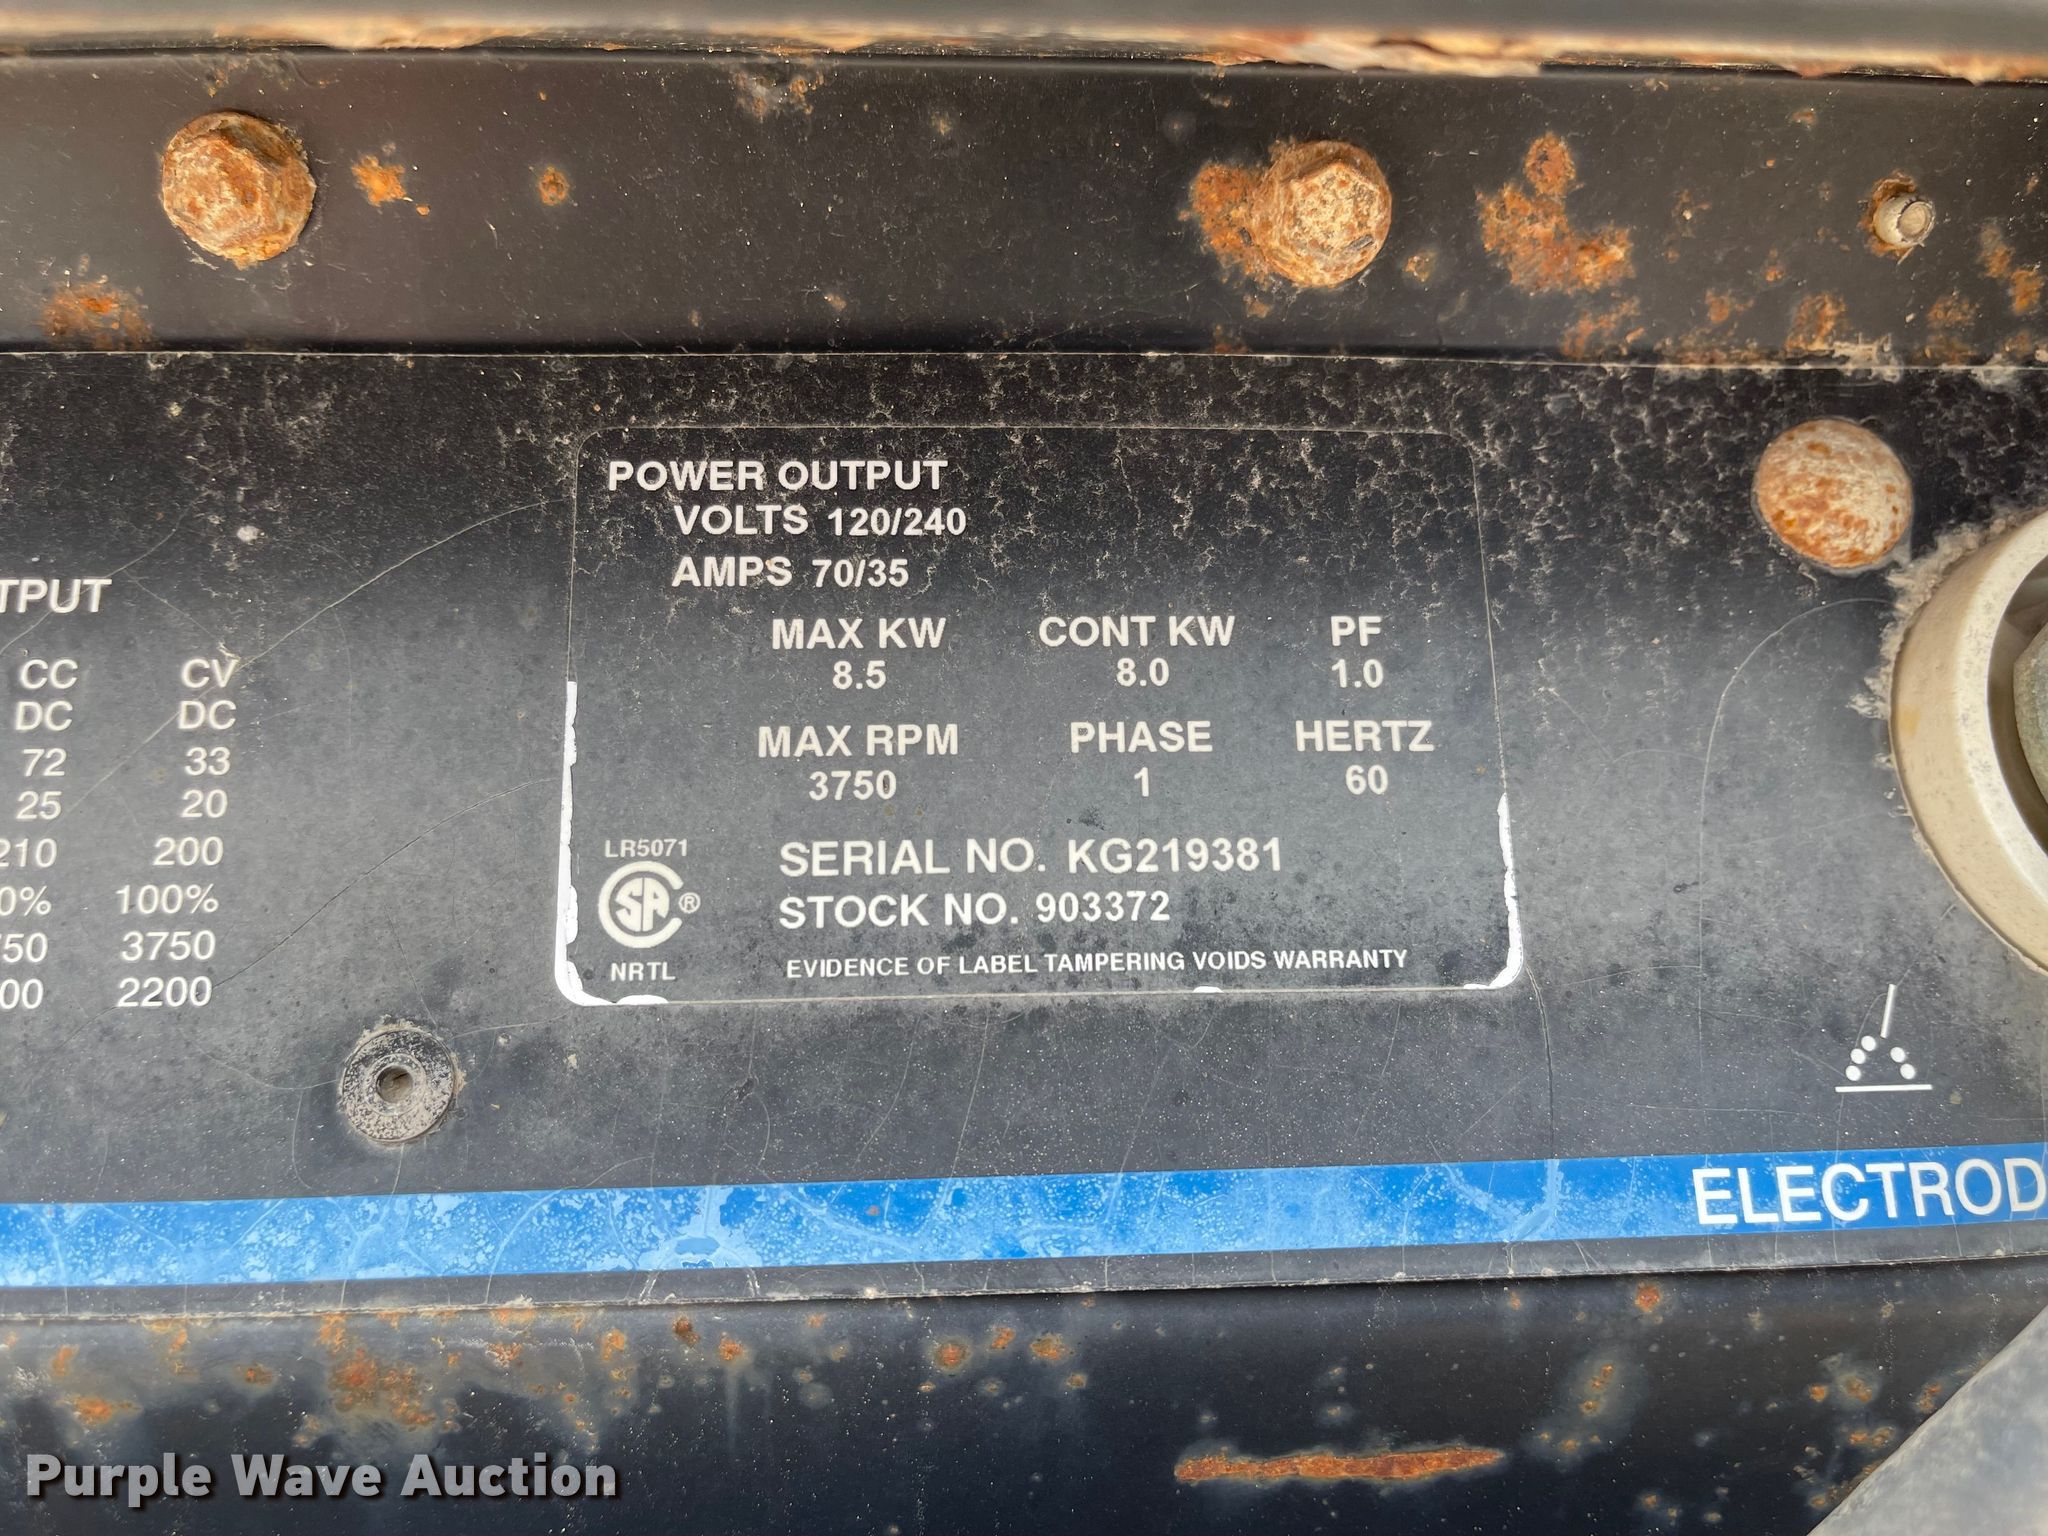 POWER OUTPUT
VOLTS 120/240
AMPS 70/35
MAX KW CONT KW PF
8.5 8.0 1.0
MAX RPM PHASE HERTZ
3750 1 60
LR5071
SERIAL NO. KG219381
STOCK NO. 903372
SA ®
NRTL
EVIDENCE OF LABEL TAMPERING VOIDS WARRANTY
TPUT
CC CV
DC DC
72 33
25 20
210 200
0% 100%
750 3750
00 2200
ELECTROD
Purple Wave Auction